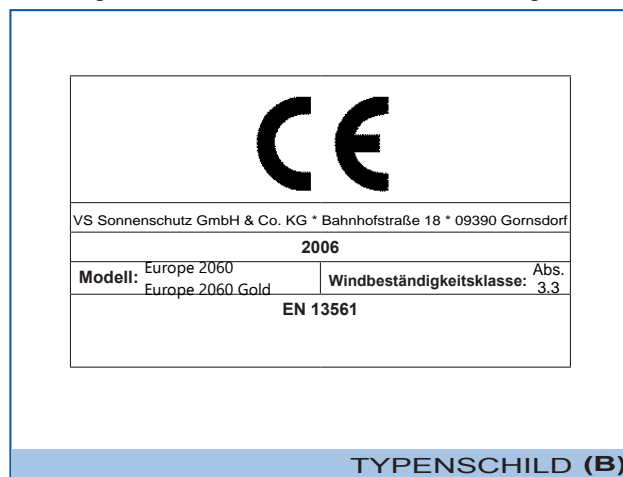 CE
VS Sonnenschutz GmbH & Co. KG * Bahnhofstraße 18 * 09390 Gornsdorf
2006
Modell: Europe 2060
Europe 2060 Gold
Windbeständigkeitsklasse: Abs.
3.3
EN 13561
TYPENSCHILD (B)